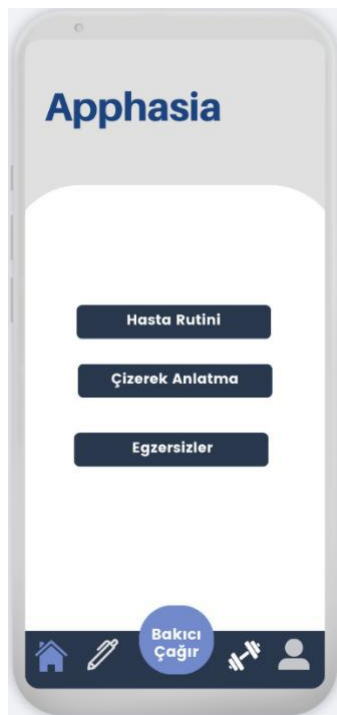 Apphasia
Hasta Rutini
Çizerek Anlatma
Egzersizler
Bakıcı
Çağır